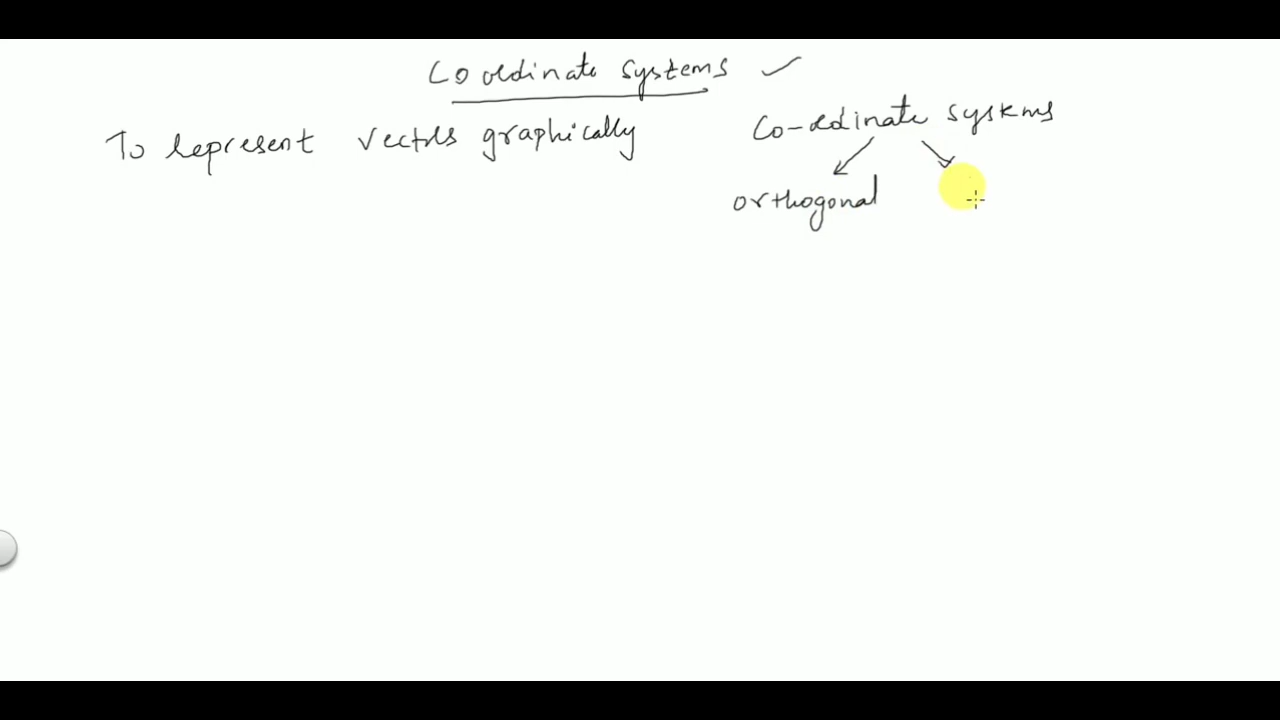 Coordinate systems ✓
To represent vectors graphically
Co-ordinate systems
orthogonal